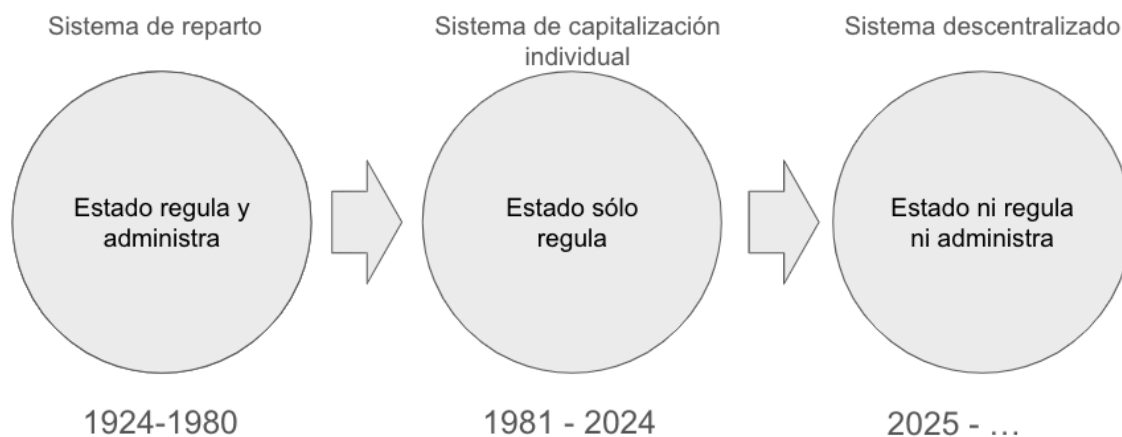 Sistema de reparto
Sistema de capitalización
individual
Sistema descentralizado
Estado regula y
administra
Estado sólo
regula
Estado ni regula
ni administra
1924-1980
1981 - 2024
2025 - ...